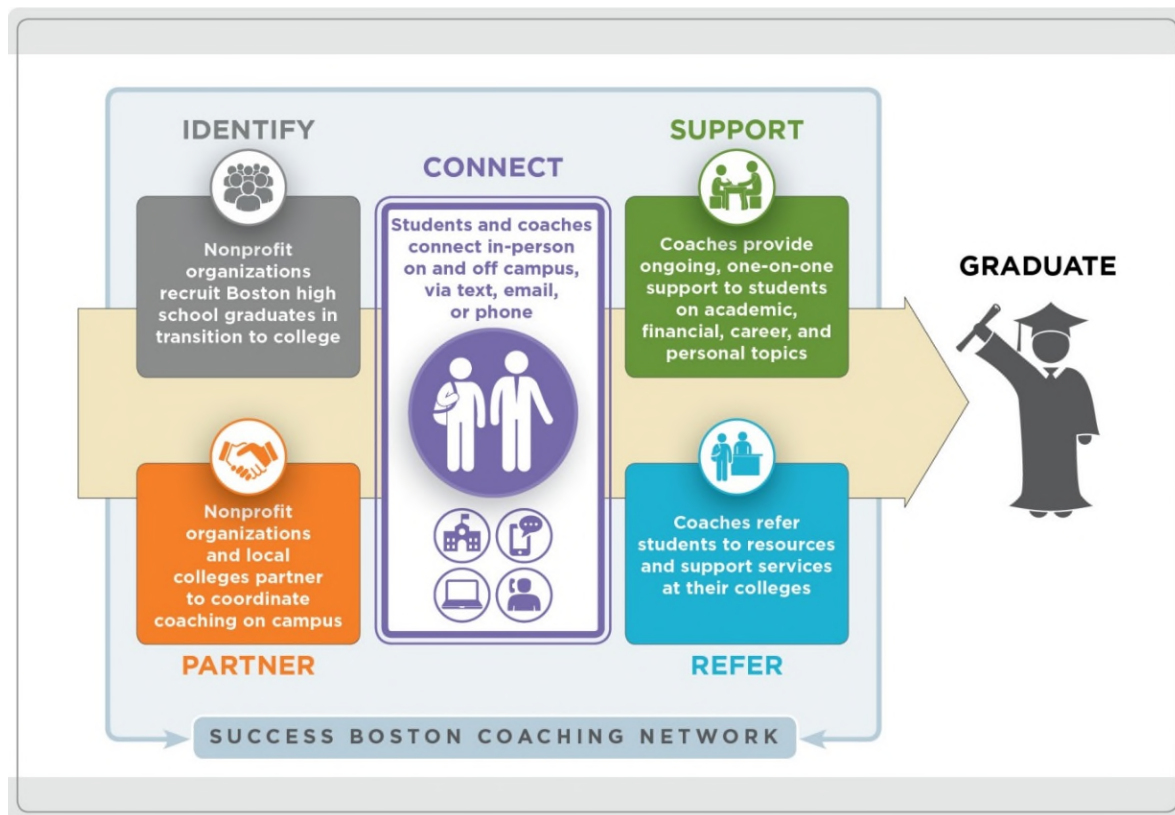 IDENTIFY
Nonprofit
organizations
recruit Boston high
school graduates in
transition to college
Nonprofit
organizations
and local
colleges partner
to coordinate
coaching on campus
PARTNER
CONNECT
Students and coaches
connect in-person
on and off campus,
via text, email,
or phone
SUPPORT
Coaches provide
ongoing, one-on-one
support to students
on academic,
financial, career, and
personal topics
Coaches refer
students to resources
and support services
at their colleges
REFER
GRADUATE
SUCCESS BOSTON COACHING NETWORK